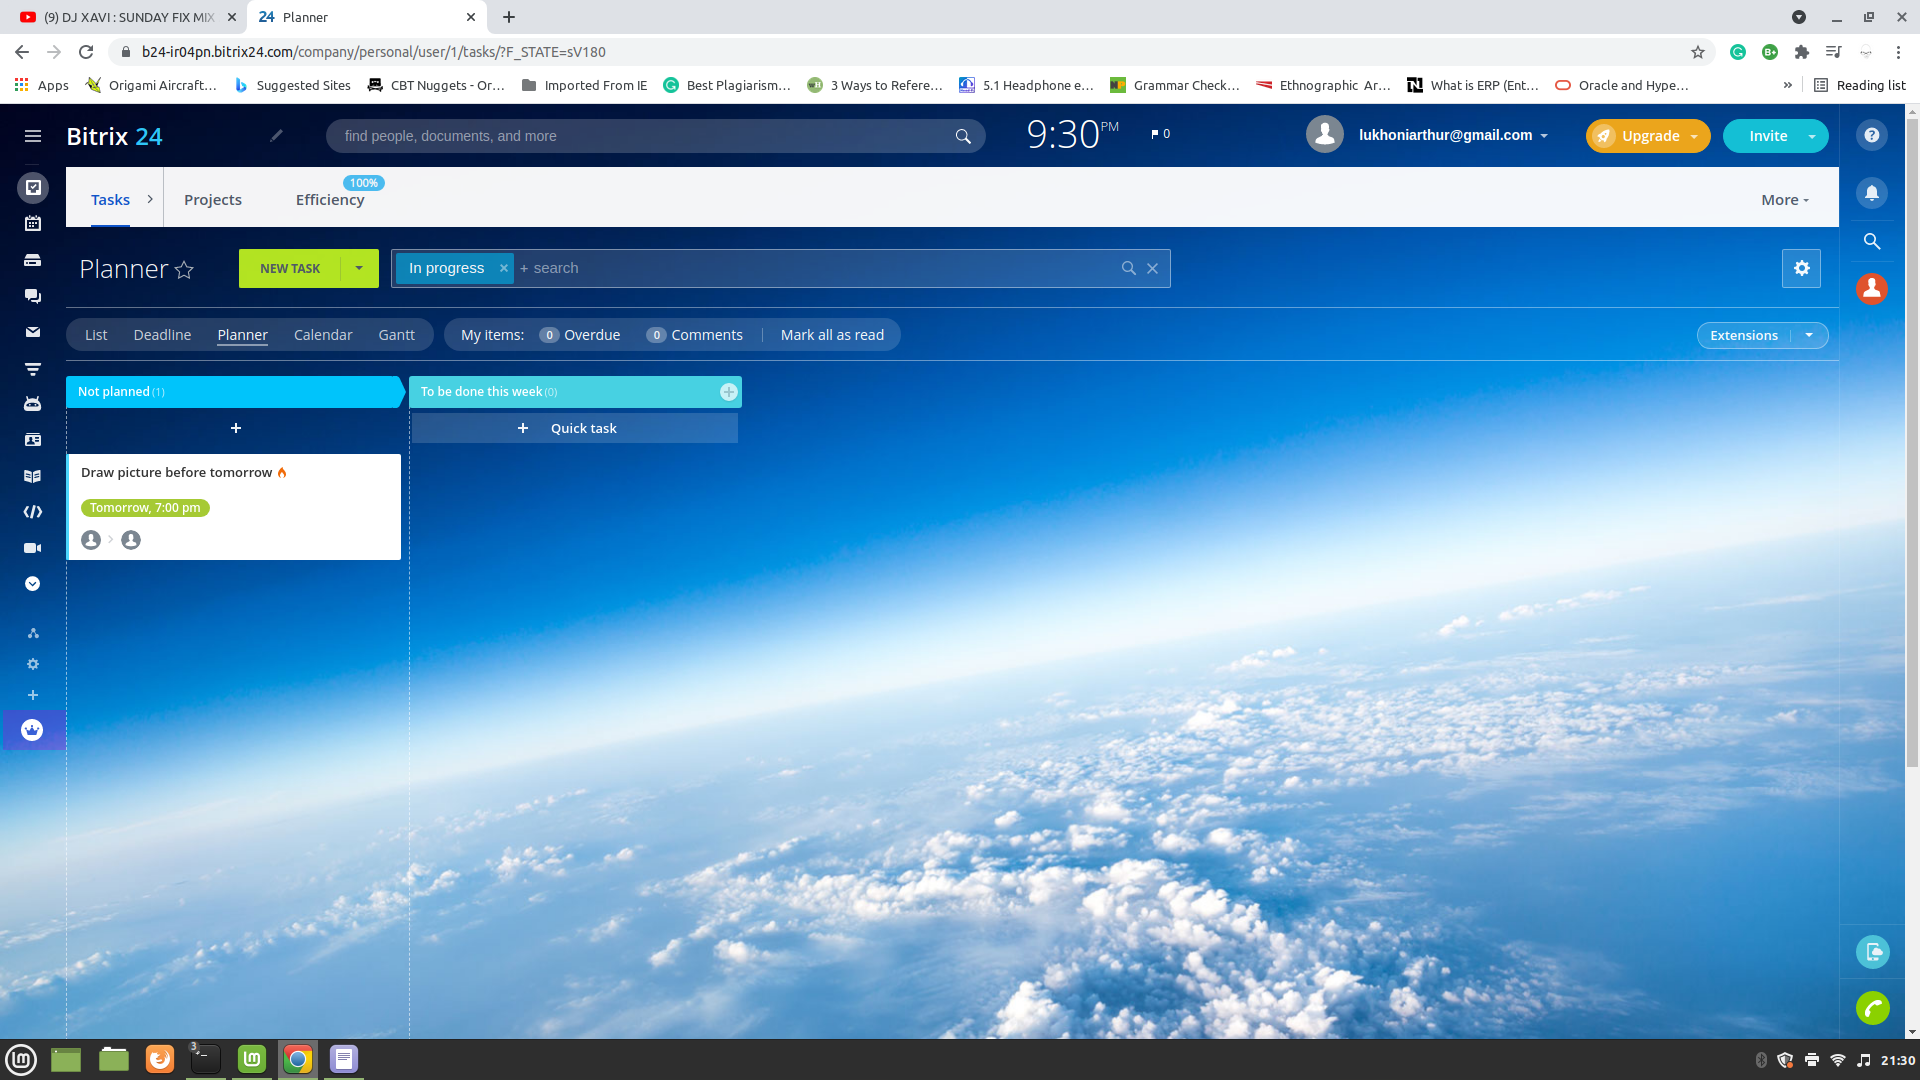 (9) DJ XAVI : SUNDAY FIX MIX
24 Planner
b24-ir04pn.bitrix24.com/company/personal/user/1/tasks/?F_STATE=sV180
Apps
Origami Aircraft…
Suggested Sites
CBT Nuggets - Or…
Imported From IE
Best Plagiarism…
3 Ways to Refere…
5.1 Headphone e…
Grammar Check…
Ethnographic Ar…
What is ERP (Ent…
Oracle and Hype…
»
Reading list
Bitrix 24
find people, documents, and more
9:30 PM
0
lukhoniarthur@gmail.com
Upgrade
Invite
Tasks
Projects
100%
Efficiency
More
Planner
NEW TASK
In progress ×
+ search
List
Deadline
Planner
Calendar
Gantt
My items:
0 Overdue
0 Comments
Mark all as read
Extensions
Not planned (1)
To be done this week (0)
+
+ Quick task
Draw picture before tomorrow
Tomorrow, 7:00 pm
3
21:30